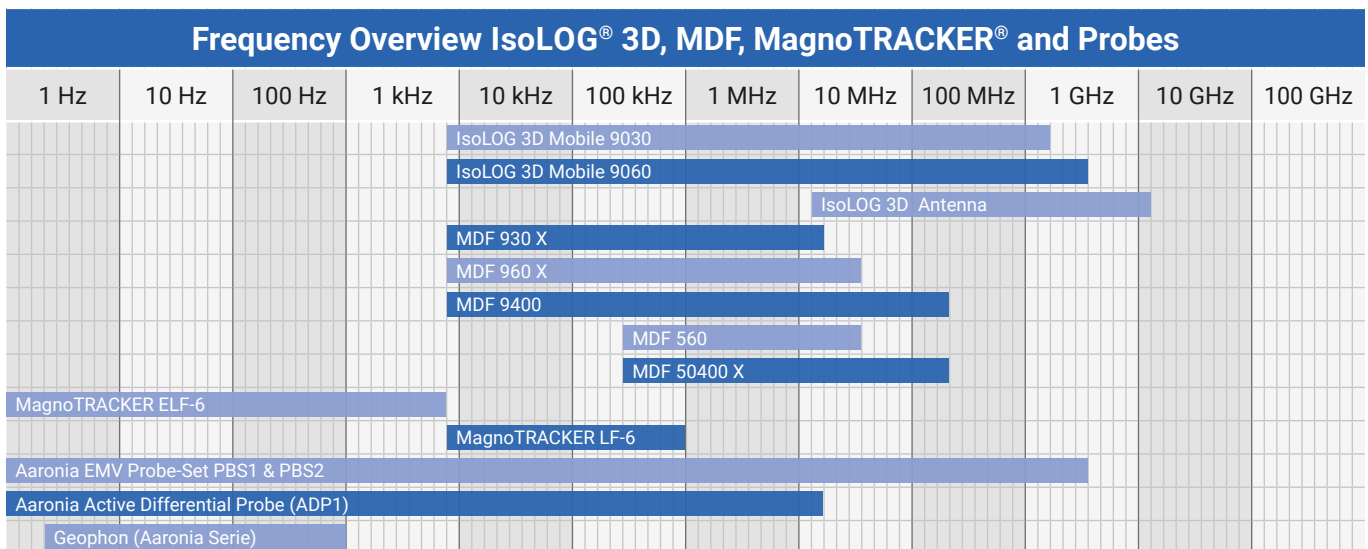 Frequency Overview IsoLOG® 3D, MDF, MagnoTRACKER® and Probes
1 Hz 10 Hz 100 Hz 1 kHz 10 kHz 100 kHz 1 MHz 10 MHz 100 MHz 1 GHz 10 GHz 100 GHz
IsoLOG 3D Mobile 9030
IsoLOG 3D Mobile 9060
IsoLOG 3D Antenna
MDF 930 X
MDF 960 X
MDF 9400
MDF 560
MDF 50400 X
MagnoTRACKER ELF-6
MagnoTRACKER LF-6
Aaronia EMV Probe-Set PBS1 & PBS2
Aaronia Active Differential Probe (ADP1)
Geophon (Aaronia Serie)